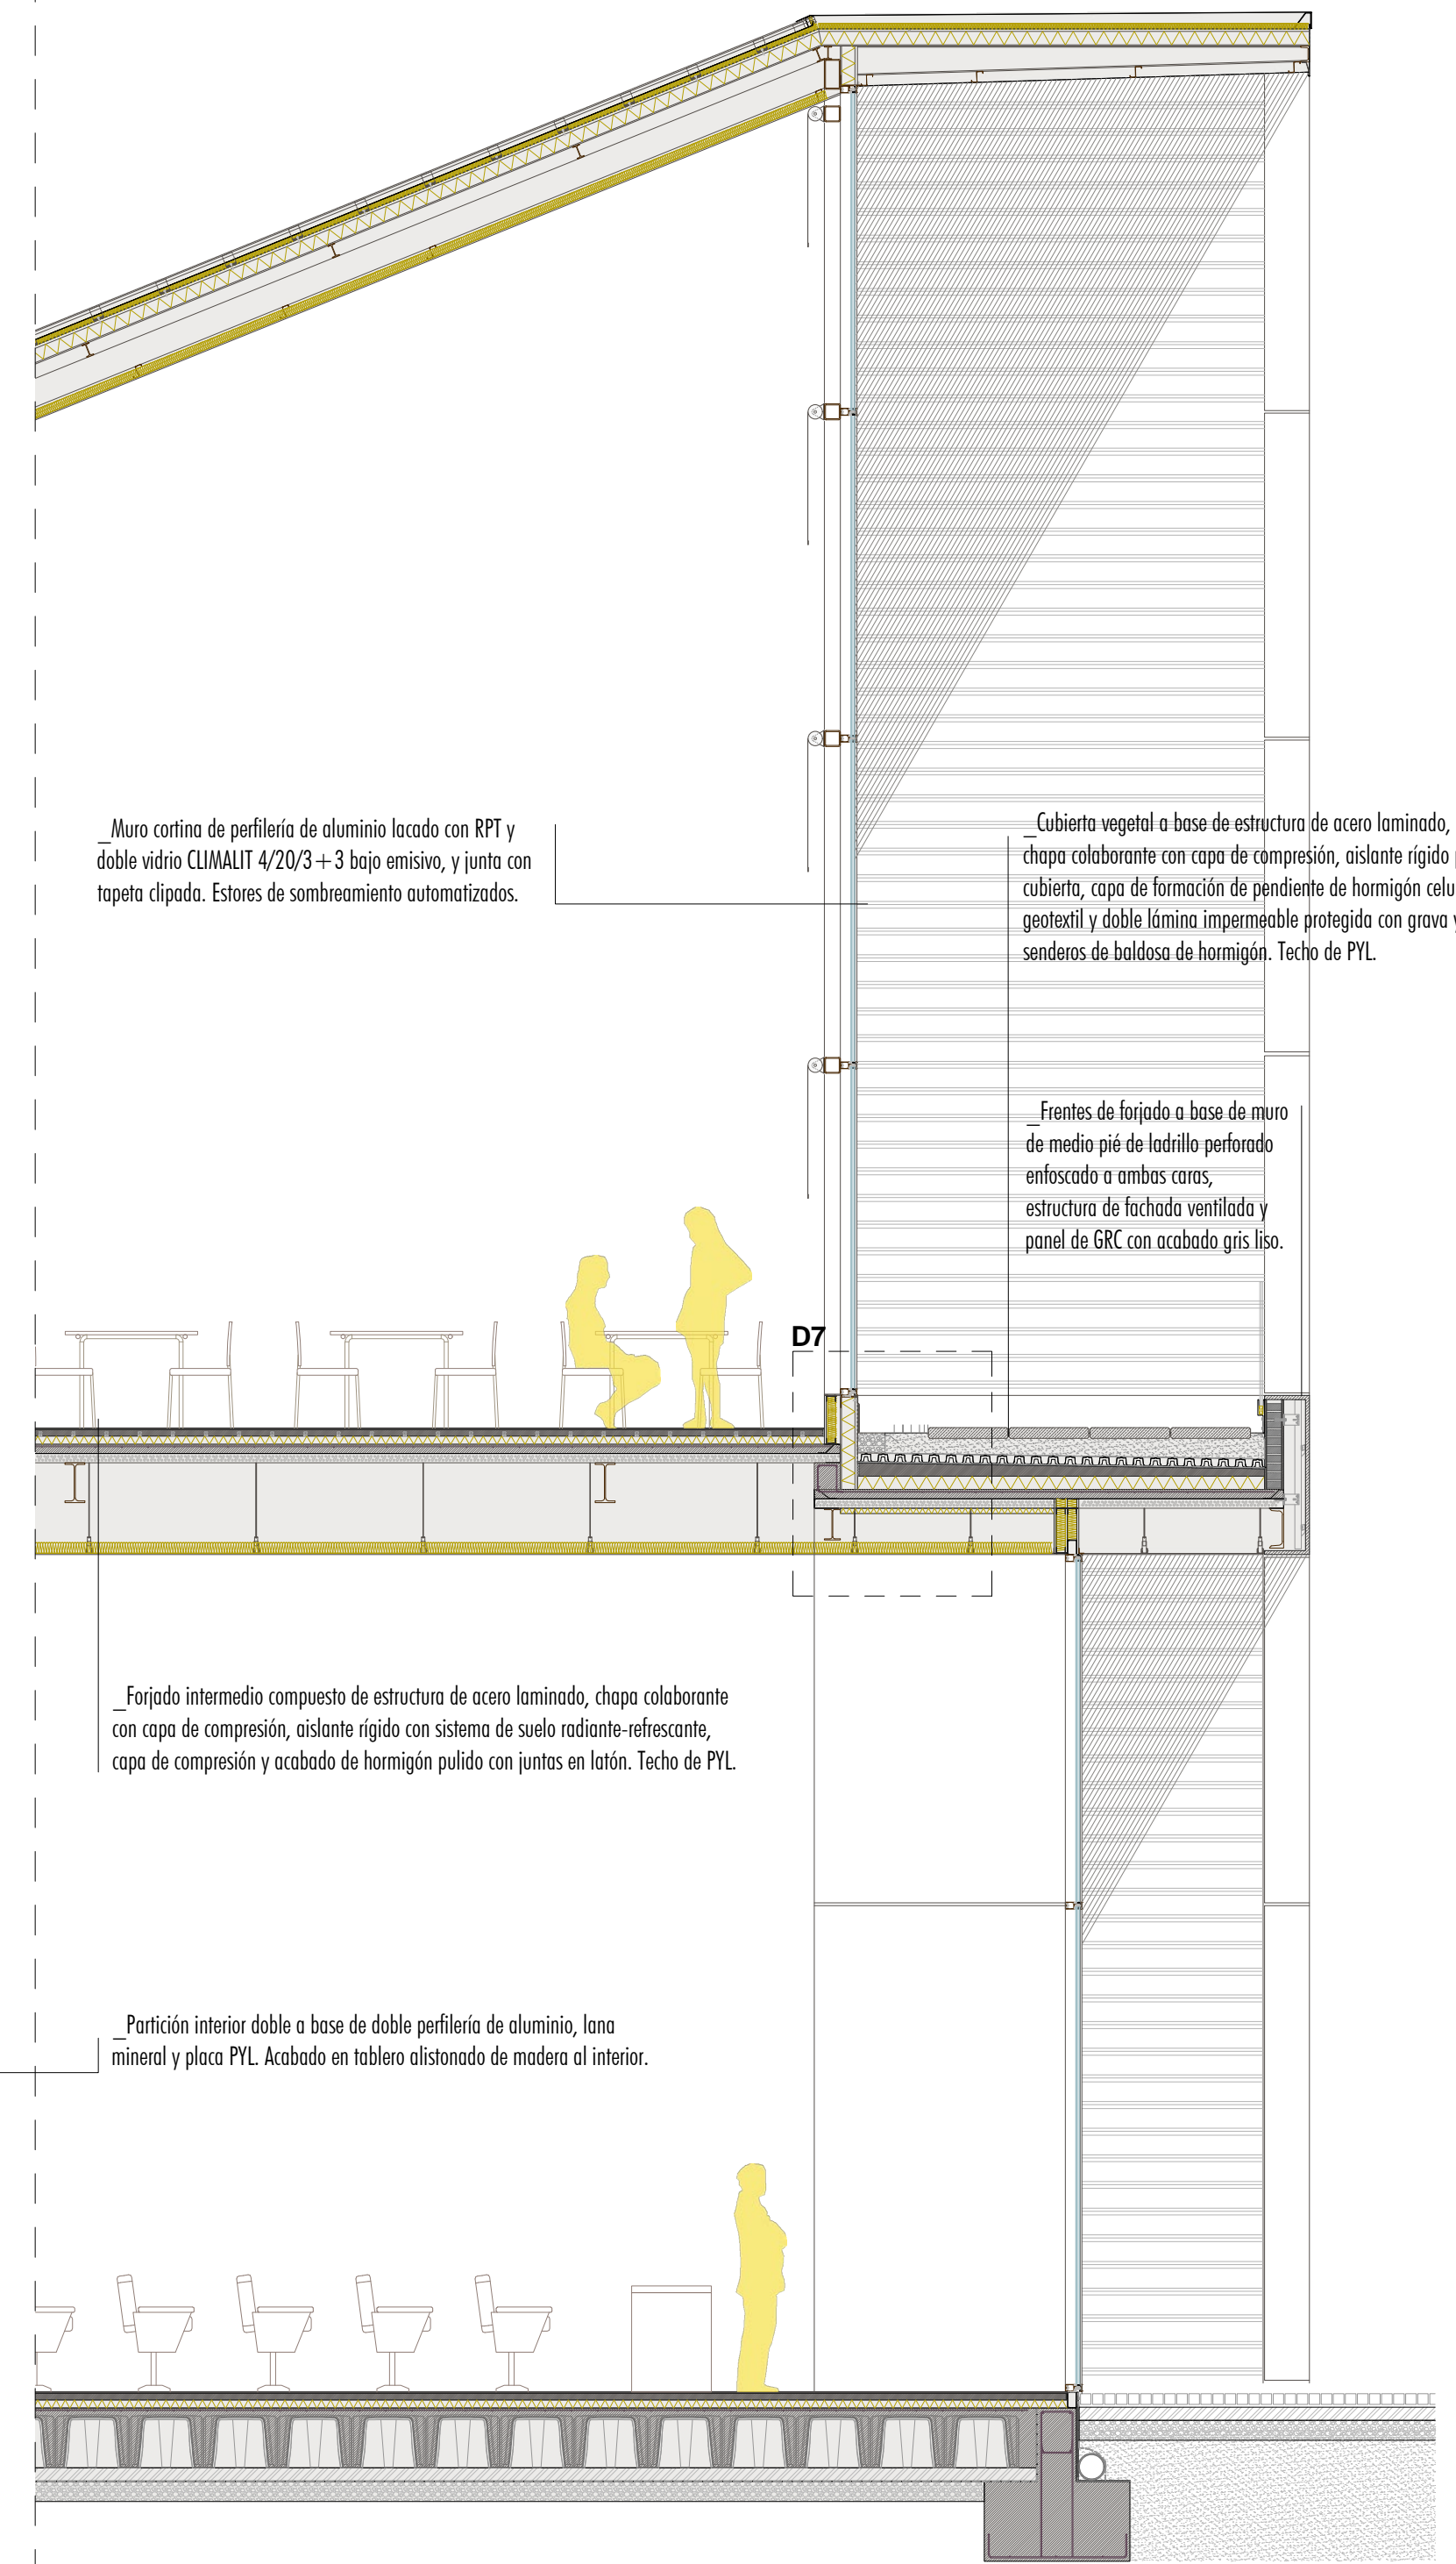 _Muro cortina de perfilería de aluminio lacado con RPT y
doble vidrio CLIMALIT 4/20/3+3 bajo emisivo, y junta con
tapeta clipada. Estores de sombreamiento automatizados.
_Cubierta vegetal a base de estructura de acero laminado,
chapa colaborante con capa de compresión, aislante rígido
cubierta, capa de formación de pendiente de hormigón
geotextil y doble lámina impermeable protegida con grava y
senderos de baldosa de hormigón. Techo de PYL.
_Frentes de forjado a base de muro
de medio pié de ladrillo perforado
enfoscado a ambas caras,
estructura de fachada ventilada y
panel de GRC con acabado gris liso.
D7
_Forjado intermedio compuesto de estructura de acero laminado, chapa colaborante
con capa de compresión, aislante rígido con sistema de suelo radiante-refrescante,
capa de compresión y acabado de hormigón pulido con juntas en latón. Techo de PYL.
_Partición interior doble a base de doble perfilería de aluminio, lana
mineral y placa PYL. Acabado en tablero alistonado de madera al interior.